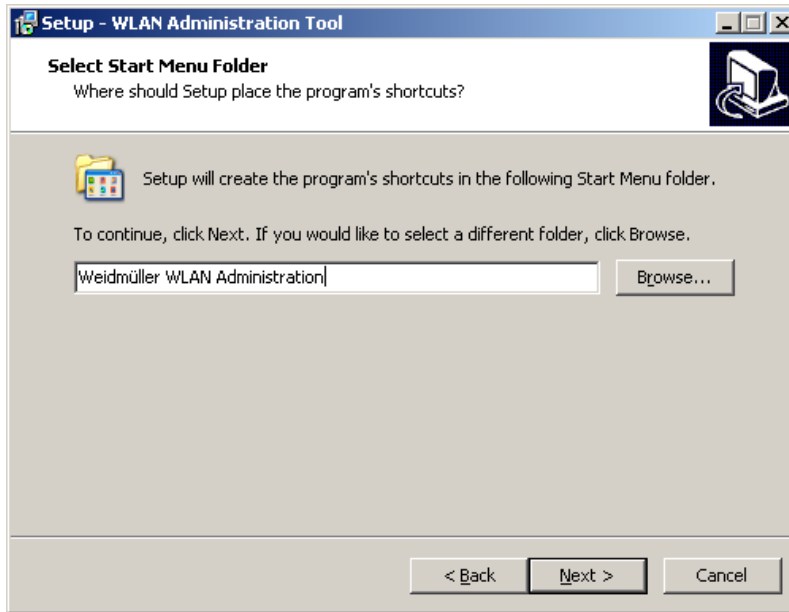 Setup - WLAN Administration Tool
Select Start Menu Folder
Where should Setup place the program's shortcuts?
Setup will create the program's shortcuts in the following Start Menu folder.
To continue, click Next. If you would like to select a different folder, click Browse.
Weidmüller WLAN Administration
Browse...
< Back
Next >
Cancel